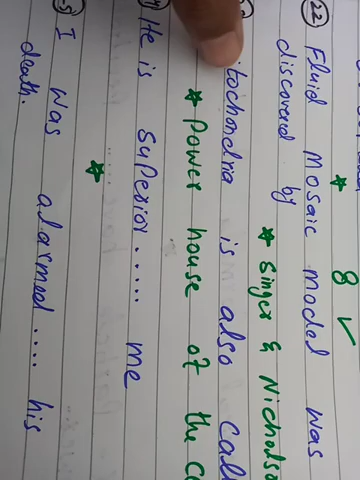 8 ✓
22 Fluid Mosaic Model was
discovered by
* Singer & Nicholso
tochondria is also call
* Power house of the c
He is superior..... me
I was alarmed.... his
death.